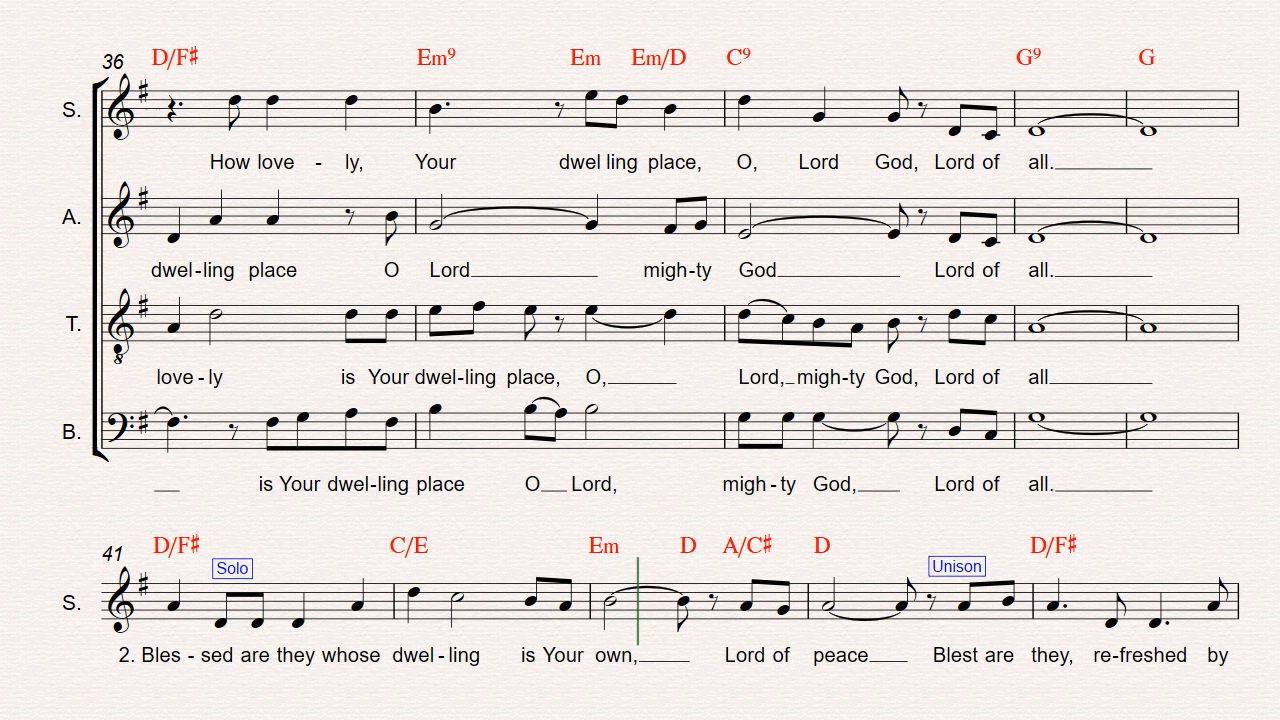 36 D/F♯ Em⁹ Em Em/D C⁹ G⁹ G
S.
How love - ly, Your dwel ling place, O, Lord God, Lord of all.
A.
dwel-ling place O Lord migh-ty God Lord of all.
T.
8
love-ly is Your dwel-ling place, O, Lord, migh-ty God, Lord of all
B.
is Your dwel-ling place O Lord, migh-ty God, Lord of all.
41 D/F♯ C/E Em D A/C♯ D D/F♯
Solo Unison
S.
2. Bles - sed are they whose dwel-ling is Your own, Lord of peace Blest are they, re-freshed by